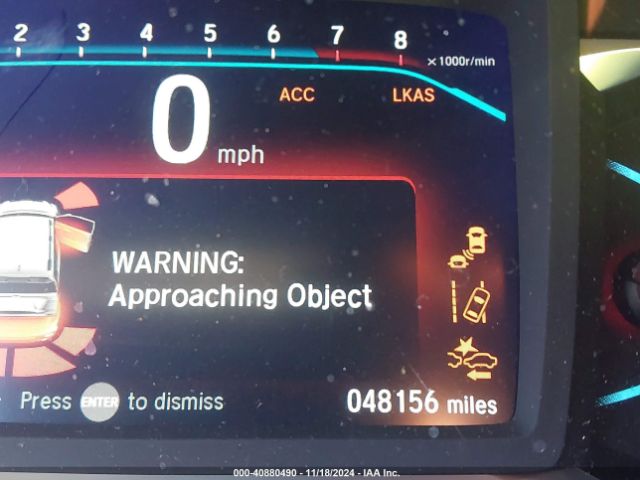 2 3 4 5 6 7 8
x1000r/min
ACC LKAS
0 mph
WARNING:
Approaching Object
Press ENTER to dismiss
048156 miles
000-40880490 - 11/18/2024 - IAA Inc.